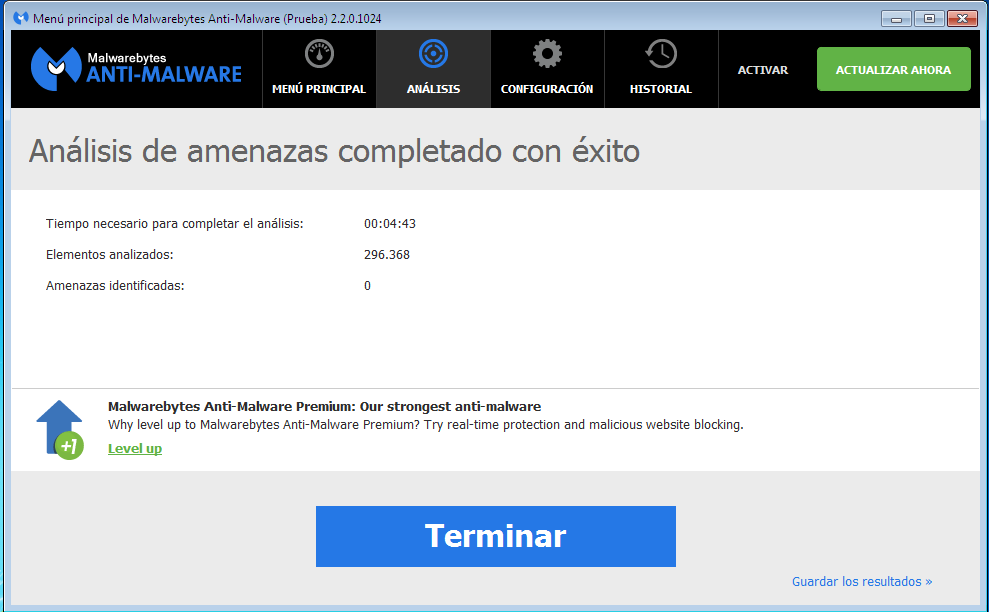 Menú principal de Malwarebytes Anti-Malware (Prueba) 2.2.0.1024
Malwarebytes
ANTI-MALWARE
MENÚ PRINCIPAL
ANÁLISIS
CONFIGURACIÓN
HISTORIAL
ACTIVAR
ACTUALIZAR AHORA
Análisis de amenazas completado con éxito
Tiempo necesario para completar el análisis: 00:04:43
Elementos analizados: 296.368
Amenazas identificadas: 0
Malwarebytes Anti-Malware Premium: Our strongest anti-malware
Why level up to Malwarebytes Anti-Malware Premium? Try real-time protection and malicious website blocking.
+1
Level up
Terminar
Guardar los resultados »